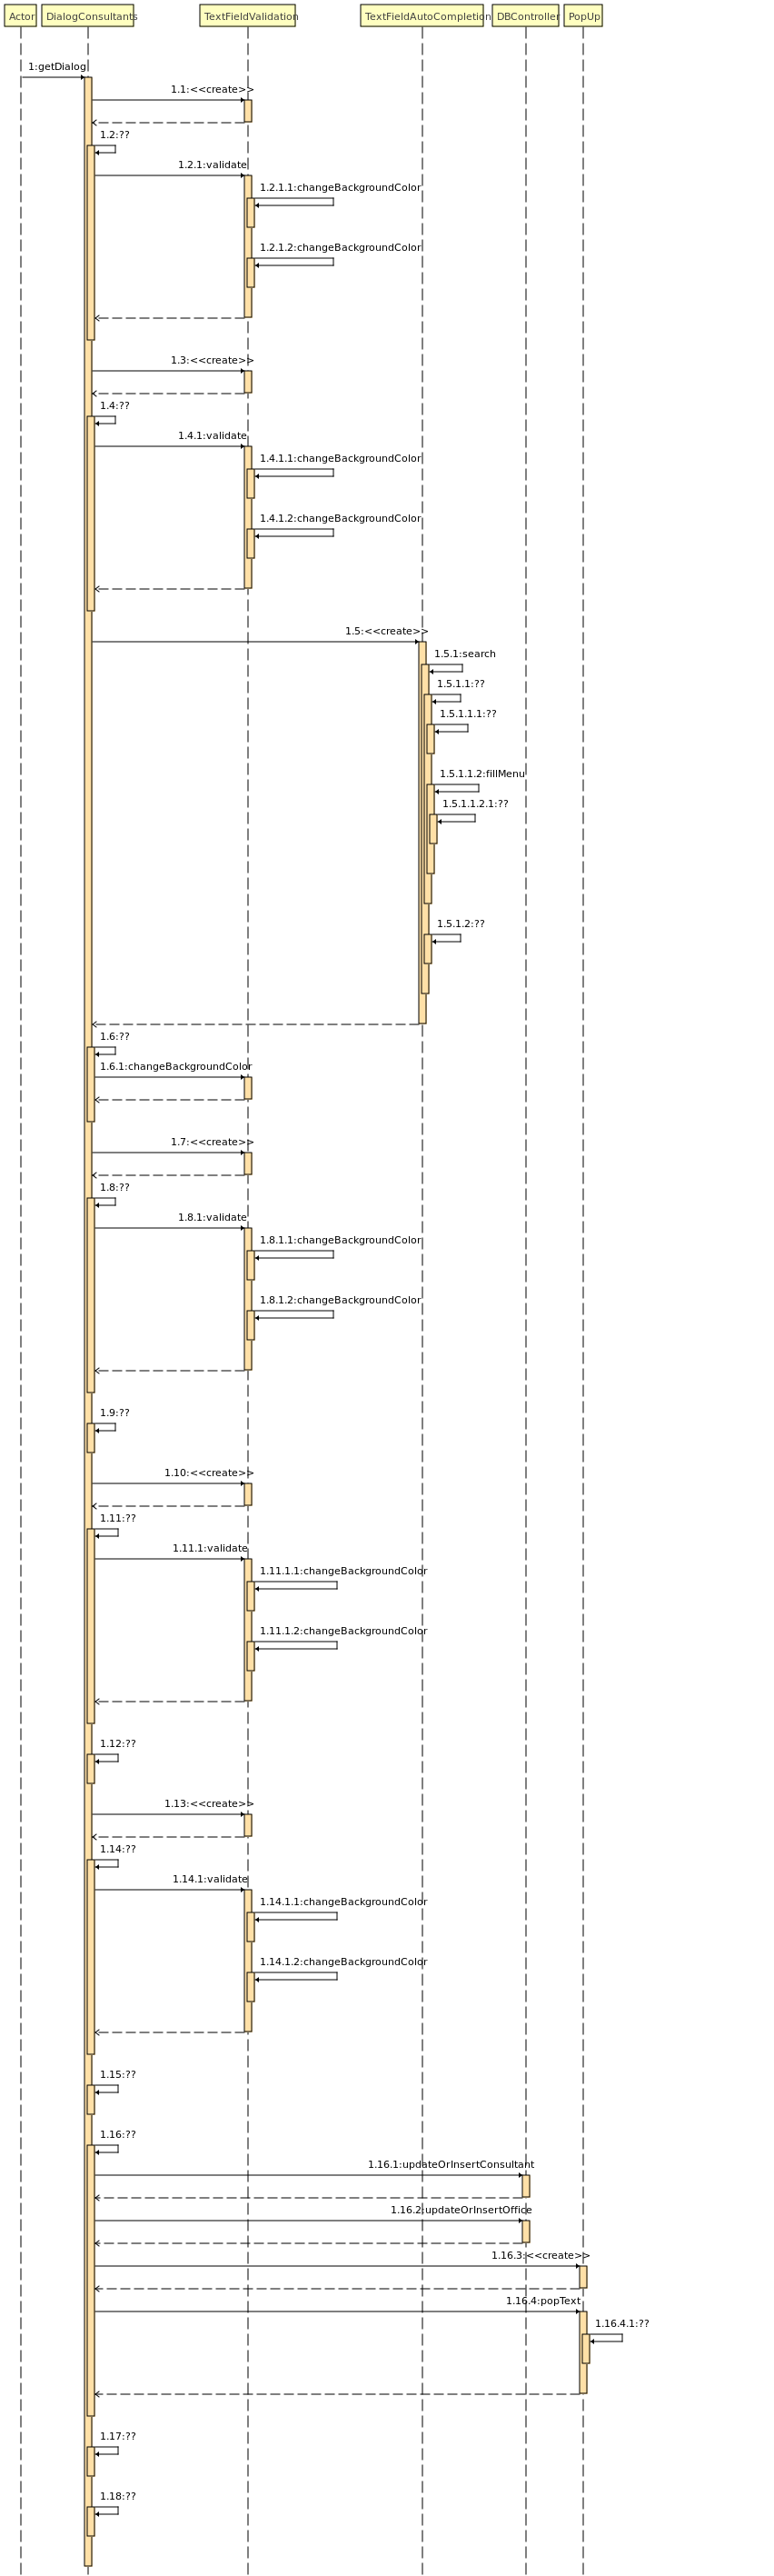 Actor
DialogConsultants
TextFieldValidation
TextFieldAutoCompletion
DBController
PopUp
1:getDialog
1.1:<<create>>
1.2:??
1.2.1:validate
1.2.1.1:changeBackgroundColor
1.2.1.2:changeBackgroundColor
1.3:<<create>>
1.4:??
1.4.1:validate
1.4.1.1:changeBackgroundColor
1.4.1.2:changeBackgroundColor
1.5:<<create>>
1.5.1:search
1.5.1.1:??
1.5.1.1.1:??
1.5.1.1.2:fillMenu
1.5.1.1.2.1:??
1.5.1.2:??
1.6:??
1.6.1:changeBackgroundColor
1.7:<<create>>
1.8:??
1.8.1:validate
1.8.1.1:changeBackgroundColor
1.8.1.2:changeBackgroundColor
1.9:??
1.10:<<create>>
1.11:??
1.11.1:validate
1.11.1.1:changeBackgroundColor
1.11.1.2:changeBackgroundColor
1.12:??
1.13:<<create>>
1.14:??
1.14.1:validate
1.14.1.1:changeBackgroundColor
1.14.1.2:changeBackgroundColor
1.15:??
1.16:??
1.16.1:updateOrInsertConsultant
1.16.2:updateOrInsertOffice
1.16.3:<<create>>
1.16.4:popText
1.16.4.1:??
1.17:??
1.18:??